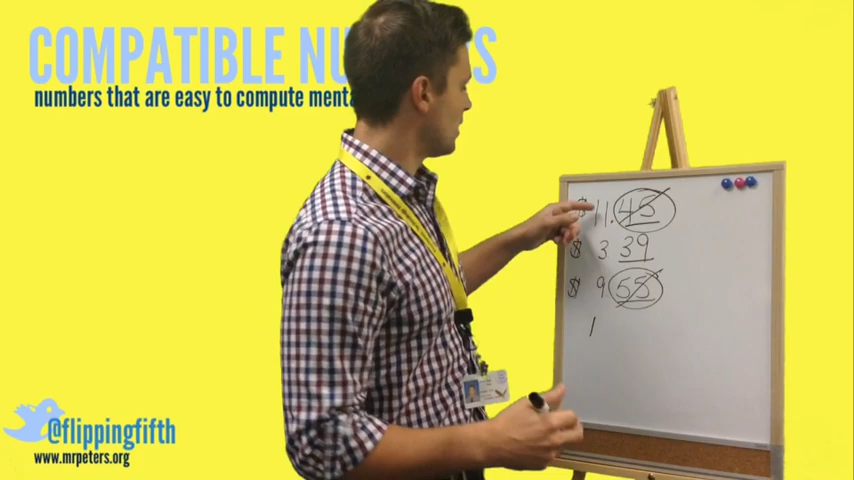 COMPATIBLE NU S
numbers that are easy to compute menta
$ 11.45
$ 3 39
$ 9 55
1
@flippingfifth
www.mrpeters.org